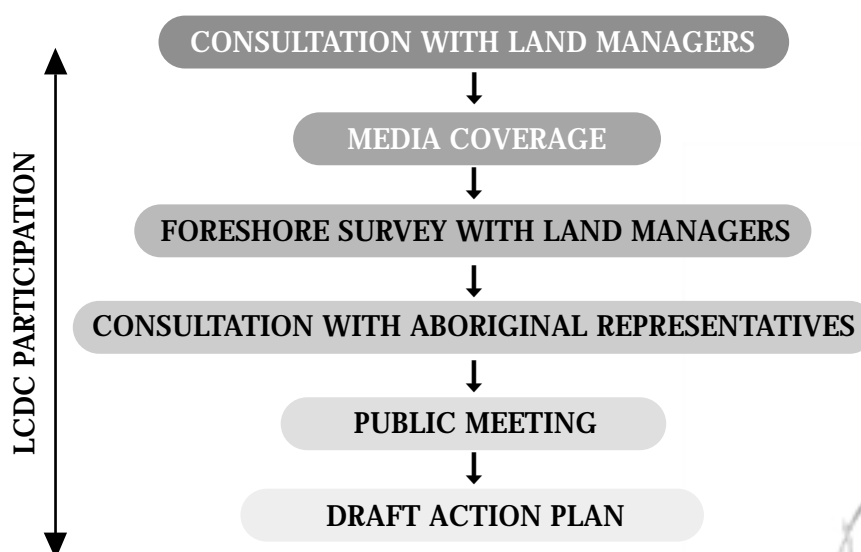 CONSULTATION WITH LAND MANAGERS
MEDIA COVERAGE
FORESHORE SURVEY WITH LAND MANAGERS
CONSULTATION WITH ABORIGINAL REPRESENTATIVES
PUBLIC MEETING
DRAFT ACTION PLAN
LCDC PARTICIPATION